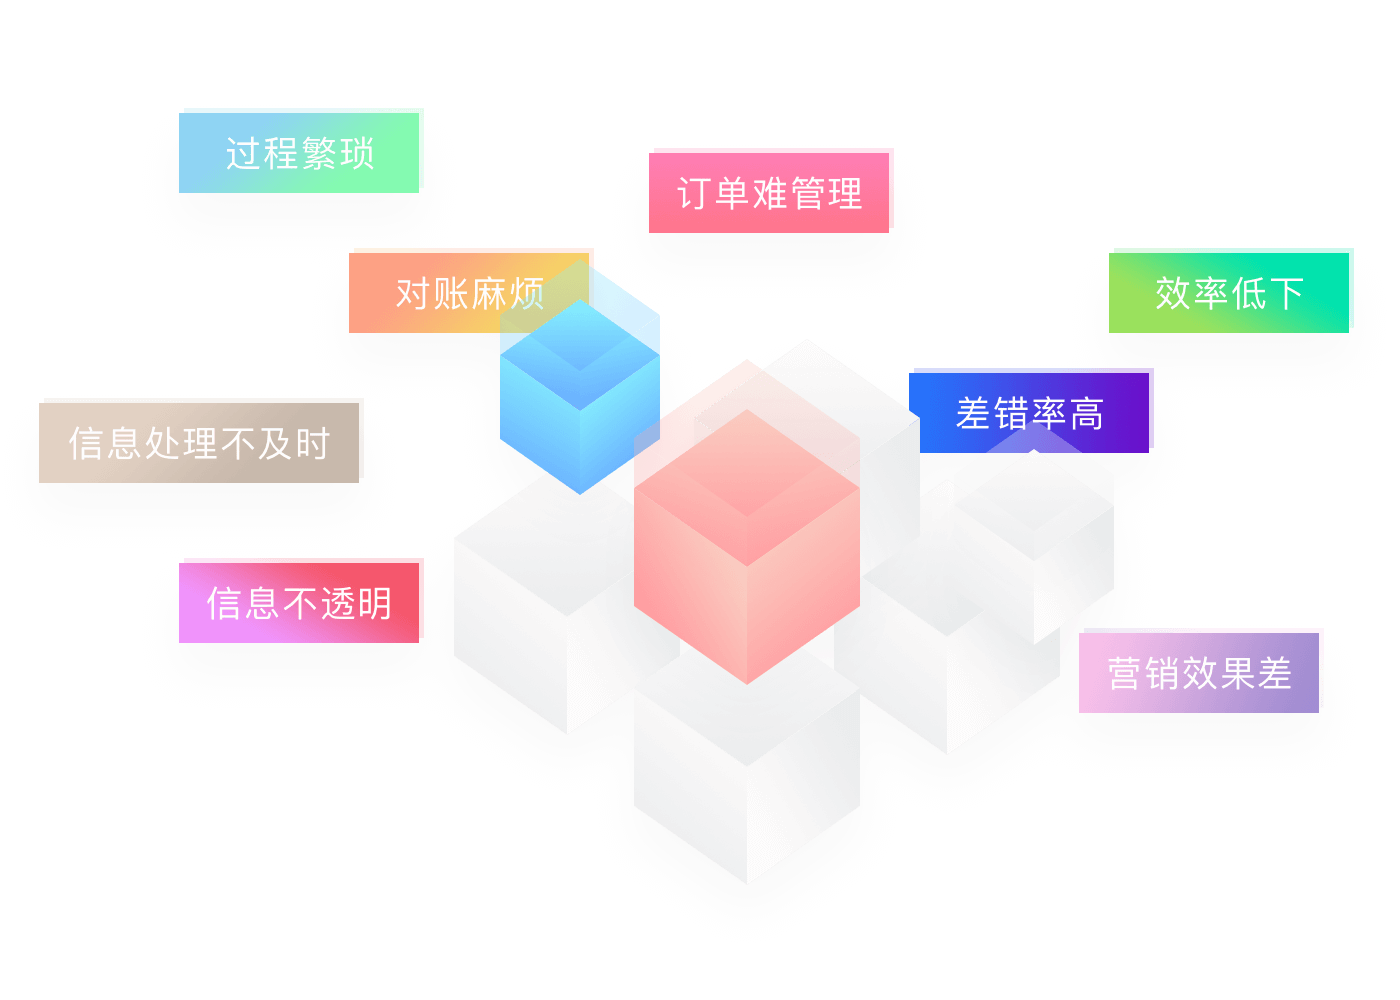 过程繁琐
订单难管理
对账麻烦
效率低下
差错率高
信息处理不及时
信息不透明
营销效果差